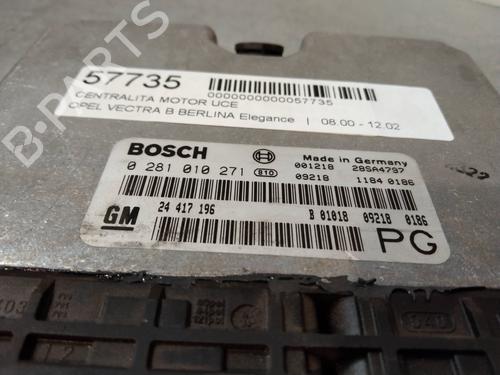 57735
0000000000057735
CENTRALITA MOTOR UCE
OPEL VECTRA B BERLINA Elegance | 08.00 - 12.02
B-PARTS
BOSCH
Made in Germany
0 281 010 271
001218 28SA4797
09218 1184 0186
GM
24 417 196
B 01018 09218 0186
PG